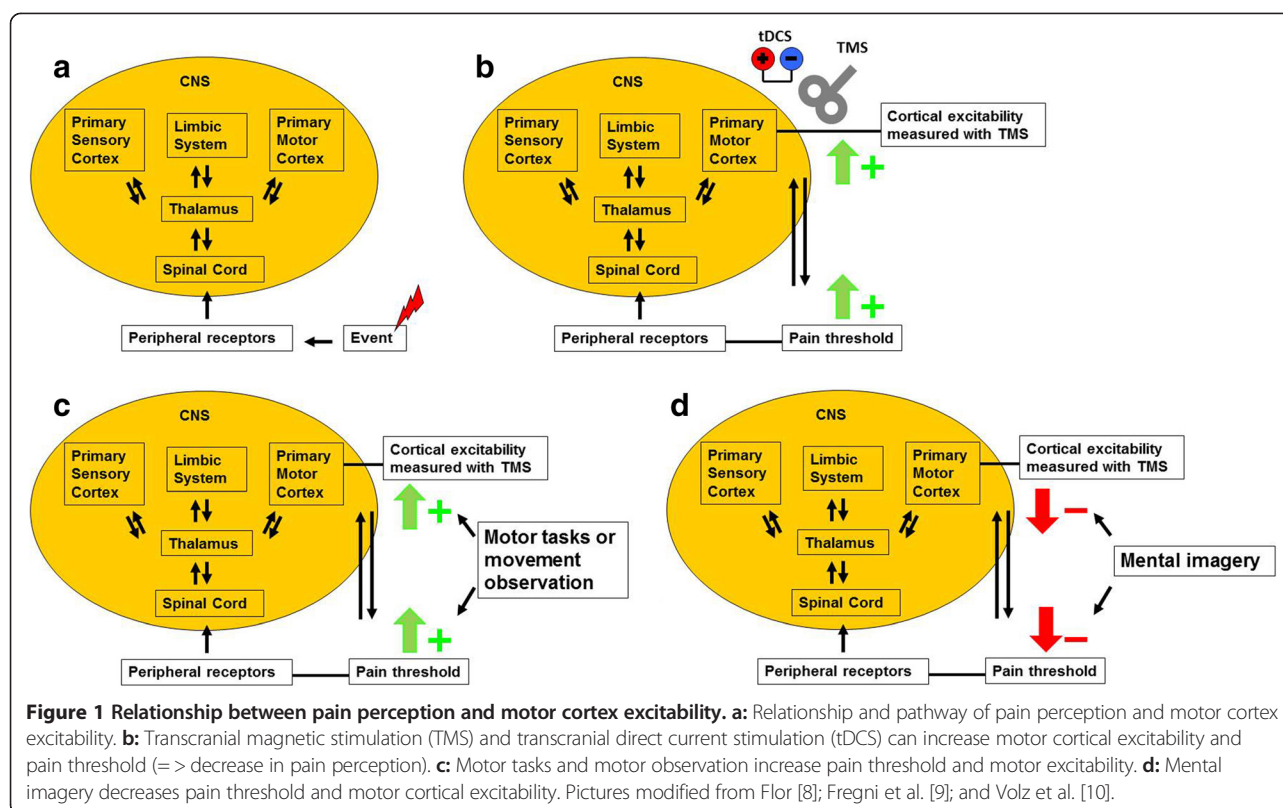 a
CNS
Primary
Sensory
Cortex
Limbic
System
Primary
Motor
Cortex
Thalamus
Spinal Cord
Peripheral receptors
Event
b
tDCS
+
−
TMS
CNS
Primary
Sensory
Cortex
Limbic
System
Primary
Motor
Cortex
Cortical excitability
measured with TMS
+
Thalamus
Spinal Cord
+
Peripheral receptors
Pain threshold
c
CNS
Primary
Sensory
Cortex
Limbic
System
Primary
Motor
Cortex
Cortical excitability
measured with TMS
+
Thalamus
Motor tasks or
movement
observation
Spinal Cord
+
Peripheral receptors
Pain threshold
d
CNS
Primary
Sensory
Cortex
Limbic
System
Primary
Motor
Cortex
Cortical excitability
measured with TMS
−
Thalamus
Mental imagery
Spinal Cord
−
Peripheral receptors
Pain threshold
Figure 1 Relationship between pain perception and motor cortex excitability. a: Relationship and pathway of pain perception and motor cortex
excitability. b: Transcranial magnetic stimulation (TMS) and transcranial direct current stimulation (tDCS) can increase motor cortical excitability and
pain threshold (= > decrease in pain perception). c: Motor tasks and motor observation increase pain threshold and motor excitability. d: Mental
imagery decreases pain threshold and motor cortical excitability. Pictures modified from Flor [8]; Fregni et al. [9]; and Volz et al. [10].